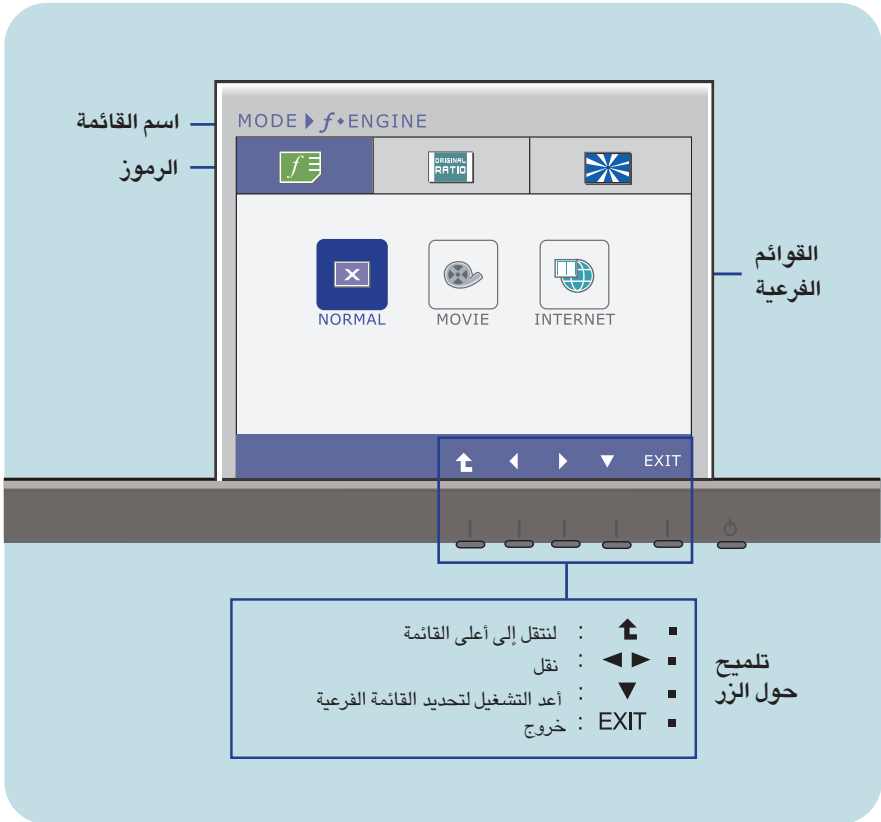 اسم القائمة
MODE ▶ f◆ENGINE
الرموز
f
ORIGINAL
RATIO
القوائم
الفرعية
NORMAL
MOVIE
INTERNET
EXIT
تلميح
حول الزر
لنتقل إلى أعلى القائمة :
◀ ▶ : نقل
▼ : أعد التشغيل لتحديد القائمة الفرعية
EXIT : خروج